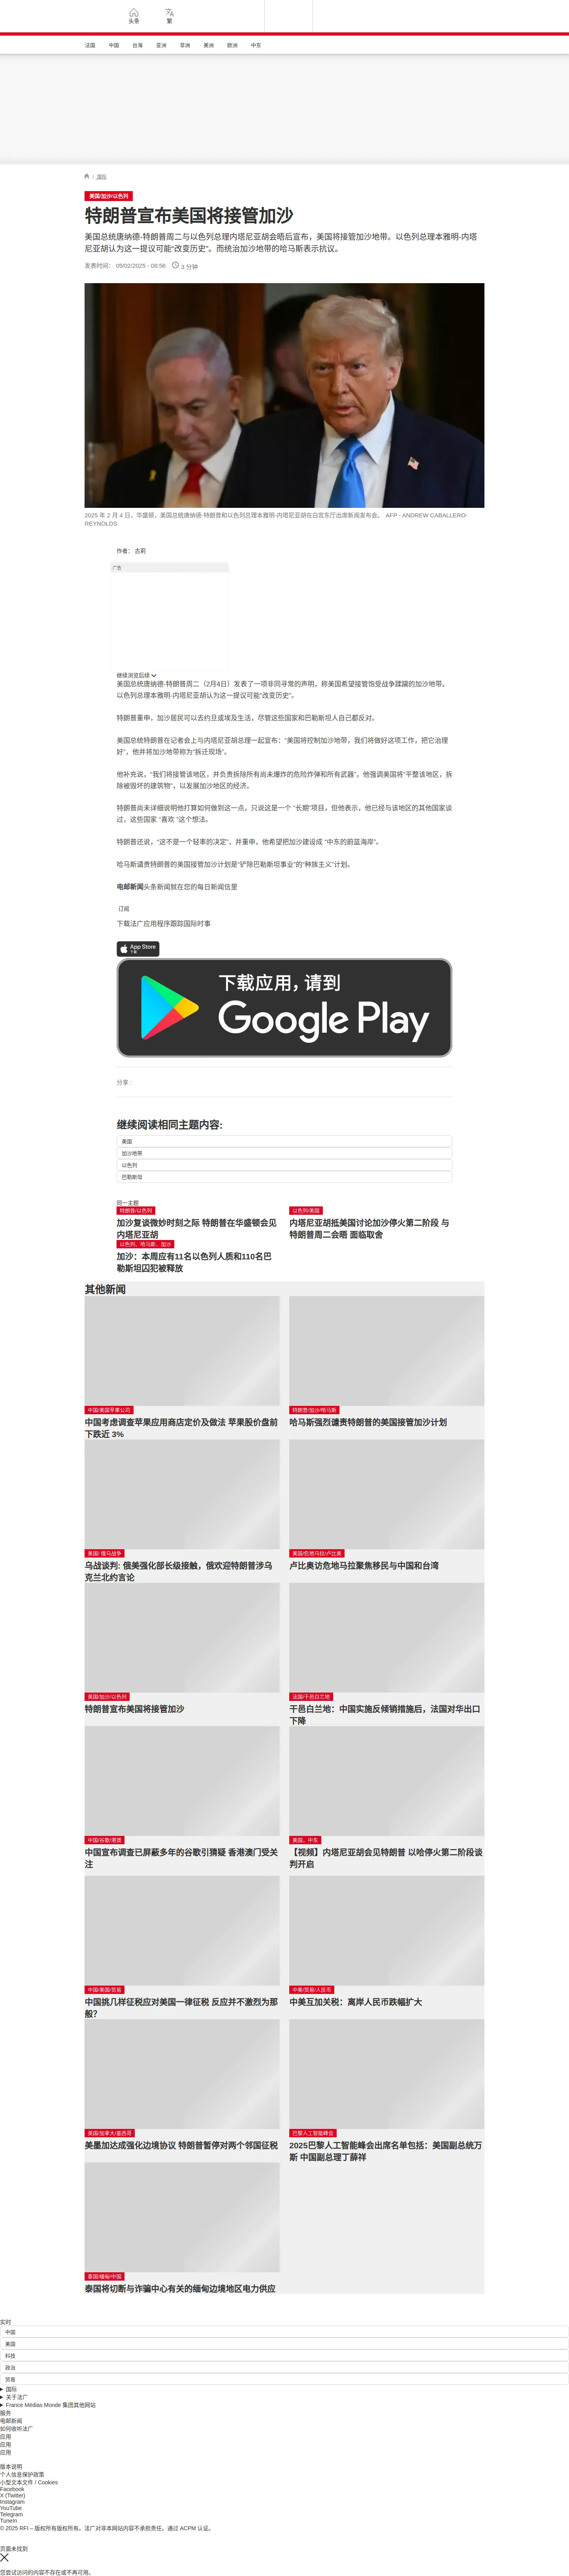 头条
繁
法国 中国 台海 亚洲 非洲 美洲 欧洲 中东
/ 国际
美国/加沙/以色列
特朗普宣布美国将接管加沙
美国总统唐纳德-特朗普周二与以色列总理内塔尼亚胡会晤后宣布，美国将接管加沙地带。以色列总理本雅明-内塔
尼亚胡认为这一提议可能“改变历史”。而统治加沙地带的哈马斯表示抗议。
发表时间： 05/02/2025 - 08:56 3 分钟
2025 年 2 月 4 日，华盛顿，美国总统唐纳德-特朗普和以色列总理本雅明-内塔尼亚胡在白宫东厅出席新闻发布会。 AFP - ANDREW CABALLERO-
REYNOLDS
作者： 古莉
广告
继续浏览后续
美国总统唐纳德-特朗普周二（2月4日）发表了一项非同寻常的声明，称美国希望接管饱受战争蹂躏的加沙地带。
以色列总理本雅明-内塔尼亚胡认为这一提议可能“改变历史”。
特朗普重申，加沙居民可以去约旦或埃及生活，尽管这些国家和巴勒斯坦人自己都反对。
美国总统特朗普在记者会上与内塔尼亚胡总理一起宣布：“美国将控制加沙地带，我们将做好这项工作，把它治理
好”，他并将加沙地带称为“拆迁现场”。
他补充说，“我们将接管该地区，并负责拆除所有尚未爆炸的危险炸弹和所有武器”，他强调美国将“平整该地区，拆
除被毁坏的建筑物”，以发展加沙地区的经济。
特朗普尚未详细说明他打算如何做到这一点，只说这是一个 “长期”项目，但他表示，他已经与该地区的其他国家谈
过，这些国家 “喜欢 ”这个想法。
特朗普还说，“这不是一个轻率的决定”，并重申，他希望把加沙建设成 “中东的蔚蓝海岸”。
哈马斯谴责特朗普的美国接管加沙计划是“铲除巴勒斯坦事业”的“种族主义”计划。
电邮新闻头条新闻就在您的每日新闻信里
订阅
下载法广应用程序跟踪国际时事
App Store
下载
下载应用，请到
Google Play
分享 :
继续阅读相同主题内容:
美国
加沙地带
以色列
巴勒斯坦
同一主题
特朗普/以色列
加沙复谈微妙时刻之际 特朗普在华盛顿会见
内塔尼亚胡
以色列/美国
内塔尼亚胡抵美国讨论加沙停火第二阶段 与
特朗普周二会晤 面临取舍
以色列、哈马斯、加沙
加沙：本周应有11名以色列人质和110名巴
勒斯坦囚犯被释放
其他新闻
中国/美国苹果公司
中国考虑调查苹果应用商店定价及做法 苹果股价盘前
下跌近 3%
特朗普/加沙/哈马斯
哈马斯强烈谴责特朗普的美国接管加沙计划
美国/ 俄乌战争
乌战谈判: 俄美强化部长级接触，俄欢迎特朗普涉乌
克兰北约言论
美国/危地马拉/卢比奥
卢比奥访危地马拉聚焦移民与中国和台湾
美国/加沙/以色列
特朗普宣布美国将接管加沙
法国/干邑白兰地
干邑白兰地：中国实施反倾销措施后，法国对华出口
下降
中国/谷歌/港澳
中国宣布调查已屏蔽多年的谷歌引猜疑 香港澳门受关
注
美国、中东
【视频】内塔尼亚胡会见特朗普 以哈停火第二阶段谈
判开启
中国/美国/贸易
中国挑几样征税应对美国一律征税 反应并不激烈为那
般?
中美/贸易/人民币
中美互加关税：离岸人民币跌幅扩大
美国/加拿大/墨西哥
美墨加达成强化边境协议 特朗普暂停对两个邻国征税
巴黎人工智能峰会
2025巴黎人工智能峰会出席名单包括：美国副总统万
斯 中国副总理丁薛祥
泰国/缅甸/中国
泰国将切断与诈骗中心有关的缅甸边境地区电力供应
实时
中国
美国
科技
政治
贸易
国际
关于法广
France Médias Monde 集团其他网站
服务
电邮新闻
如何收听法广
应用
应用
应用
版本说明
个人信息保护政策
小型文本文件 / Cookies
Facebook
X (Twitter)
Instagram
YouTube
Telegram
TuneIn
© 2025 RFI – 版权所有版权所有。法广对非本网站内容不承担责任。通过 ACPM 认证。
页面未找到
您尝试访问的内容不存在或不再可用。